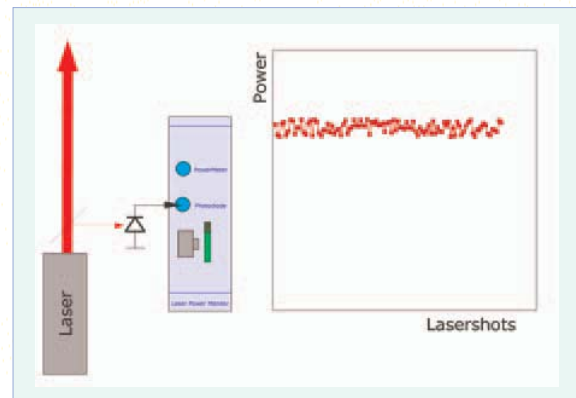 Laser
PowerMeter
Photodiode
Laser Power Monitor
Power
Lasershots